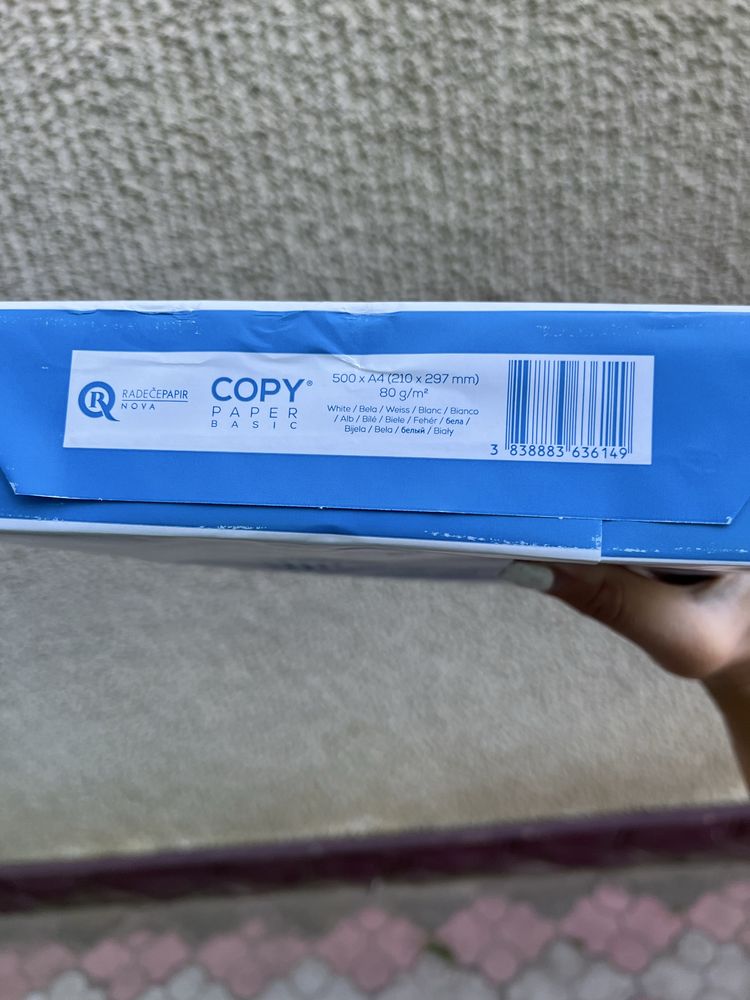 RADEČEPAPIR
NOVA
COPY®
PAPER
BASIC
500 x A4 (210 x 297 mm)
80 g/m²
White / Bela / Weiss / Blanc / Bianco
/ Alb / Bílé / Biele / Fehér / бела /
Bijela / Bela / белый / Biały
3 838883 636149